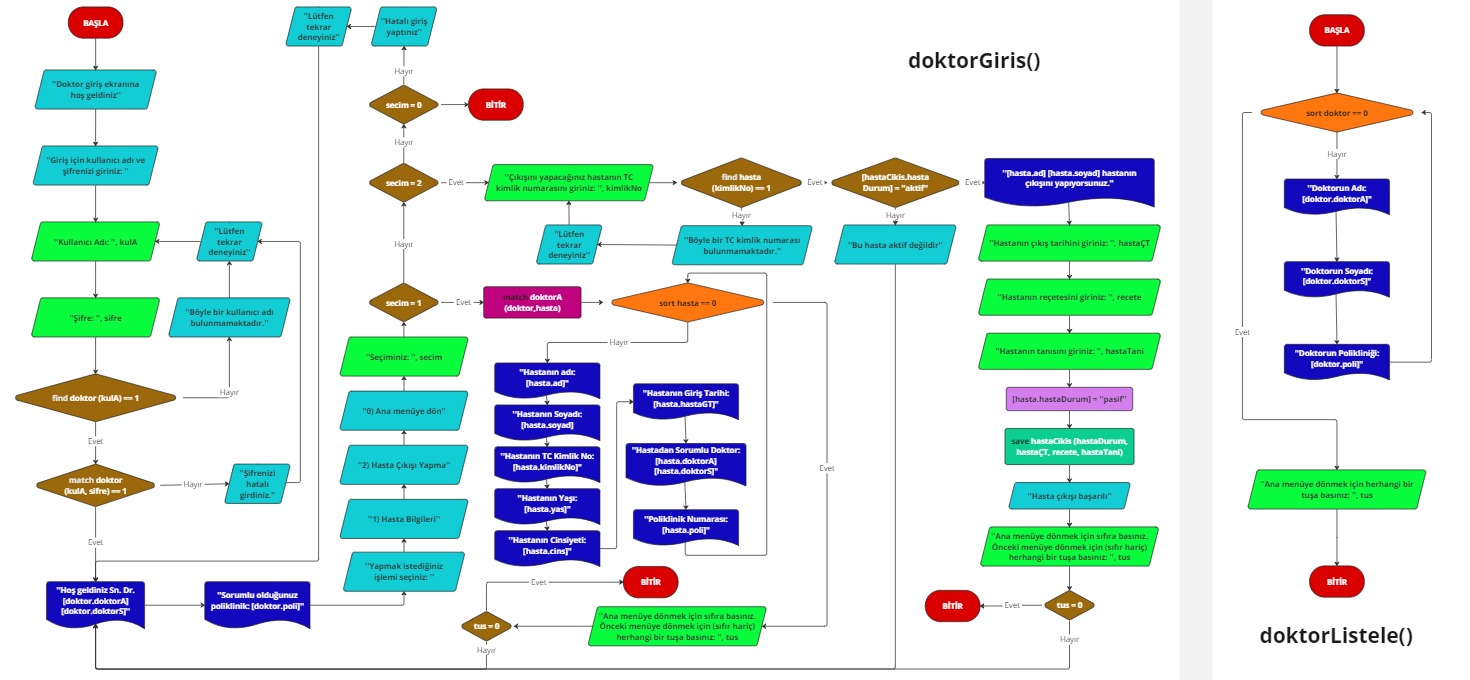 BAŞLA
"Doktor giriş ekranına
hoş geldiniz"
"Giriş için kullanıcı adı ve
şifrenizi giriniz: "
"Kullanıcı Adı: ", kulA
"Şifre: ", sifre
find doktor (kulA) == 1
Hayır
"Böyle bir kullanıcı adı
bulunmamaktadır."
"Lütfen
tekrar
deneyiniz"
Evet
match doktor
(kulA, sifre) == 1
Hayır
"Şifrenizi
hatalı
girdiniz."
Evet
"Hoş geldiniz Sn. Dr.
[doktor.doktorA]
[doktor.doktorS]"
"Sorumlu olduğunuz
poliklinik: [doktor.poli]"
"Yapmak istediğiniz
işlemi seçiniz: "
"1) Hasta Bilgileri"
"2) Hasta Çıkışı Yapma"
"0) Ana menüye dön"
"Seçiminiz: ", secim
secim = 1
Hayır
secim = 2
Hayır
secim = 0
BİTİR
Hayır
"Hatalı giriş
yaptınız"
"Lütfen
tekrar
deneyiniz"
doktorGiris()
Evet
"Çıkışını yapacağınız hastanın TC
kimlik numarasını giriniz: ", kimlikNo
find hasta
(kimlikNo) == 1
Hayır
"Böyle bir TC kimlik numarası
bulunmamaktadır."
"Lütfen
tekrar
deneyiniz"
Evet
[hastaCikis.hasta
Durum] = "aktif"
Hayır
"Bu hasta aktif değildir"
Evet
"[hasta.ad] [hasta.soyad] hastanın
çıkışını yapıyorsunuz."
"Hastanın çıkış tarihini giriniz: ", hastaÇT
"Hastanın reçetesini giriniz: ", recete
"Hastanın tanısını giriniz: ", hastaTani
[hasta.hastaDurum] = "pasif"
save hastaCikis (hastaDurum,
hastaÇT, recete, hastaTani)
"Hasta çıkışı başarılı"
"Ana menüye dönmek için sıfıra basınız.
Önceki menüye dönmek için (sıfır hariç)
herhangi bir tuşa basınız: ", tus
tus = 0
Evet
BİTİR
Hayır
Evet
match doktorA
(doktor,hasta)
sort hasta == 0
Hayır
"Hastanın adı:
[hasta.ad]"
"Hastanın Soyadı:
[hasta.soyad]
"Hastanın TC Kimlik No:
[hasta.kimlikNo]"
"Hastanın Yaşı:
[hasta.yas]"
"Hastanın Cinsiyeti:
[hasta.cins]"
"Hastanın Giriş Tarihi:
[hasta.hastaGT]
"Hastadan Sorumlu Doktor:
[hasta.doktorA]
[hasta.doktorS]"
"Poliklinik Numarası:
[hasta.poli]"
Evet
"Ana menüye dönmek için sıfıra basınız.
Önceki menüye dönmek için (sıfır hariç)
herhangi bir tuşa basınız: ", tus
tus = 0
Evet
BİTİR
Hayır
BAŞLA
sort doktor == 0
Hayır
"Doktorun Adı:
[doktor.doktorA]"
"Doktorun Soyadı:
[doktor.doktorS]"
"Doktorun Polikliniği:
[doktor.poli]"
Evet
"Ana menüye dönmek için herhangi bir
tuşa basınız: ", tus
BİTİR
doktorListele()